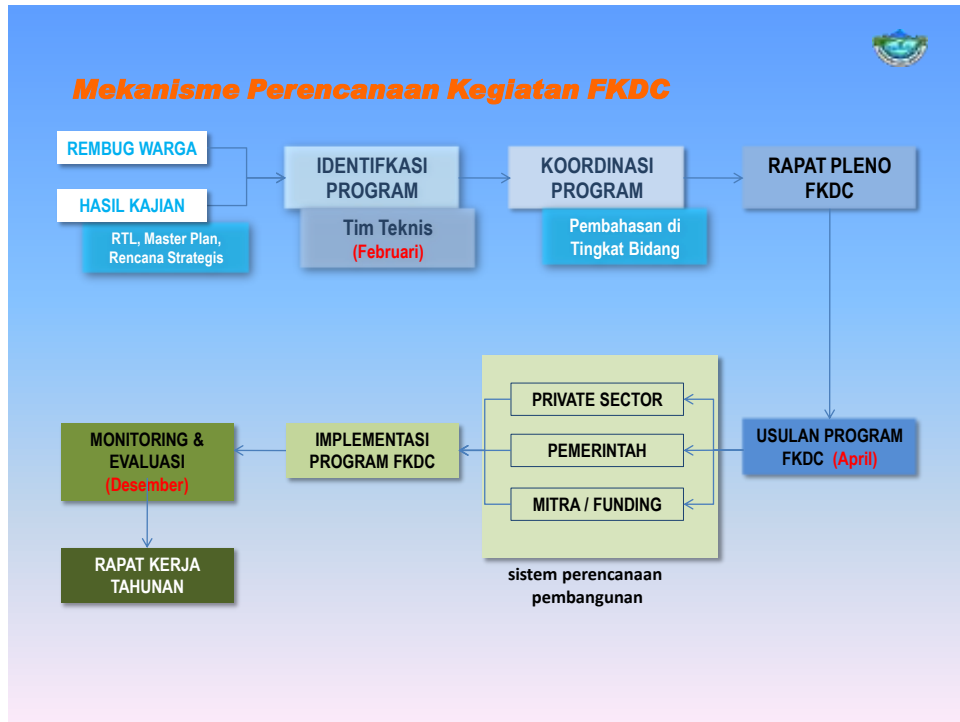 Mekanisme Perencanaan Kegiatan FKDC
REMBUG WARGA
HASIL KAJIAN
RTL, Master Plan,
Rencana Strategis
IDENTIFKASI
PROGRAM
Tim Teknis
(Februari)
KOORDINASI
PROGRAM
Pembahasan di
Tingkat Bidang
RAPAT PLENO
FKDC
USULAN PROGRAM
FKDC (April)
PRIVATE SECTOR
PEMERINTAH
MITRA / FUNDING
sistem perencanaan
pembangunan
IMPLEMENTASI
PROGRAM FKDC
MONITORING &
EVALUASI
(Desember)
RAPAT KERJA
TAHUNAN